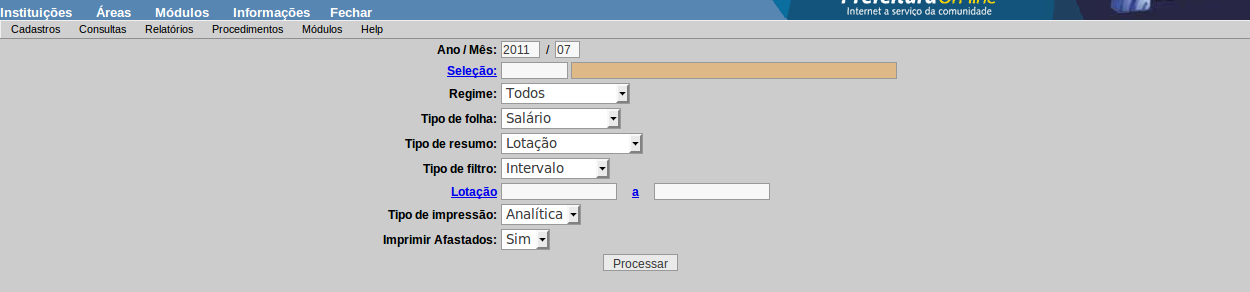 Instituições Áreas Módulos Informações Fechar
PrefeituraOn-line
Internet a serviço da comunidade
Cadastros Consultas Relatórios Procedimentos Módulos Help
Ano / Mês: 2011 / 07
Seleção:
Regime: Todos
Tipo de folha: Salário
Tipo de resumo: Lotação
Tipo de filtro: Intervalo
Lotação a
Tipo de impressão: Analítica
Imprimir Afastados: Sim
Processar